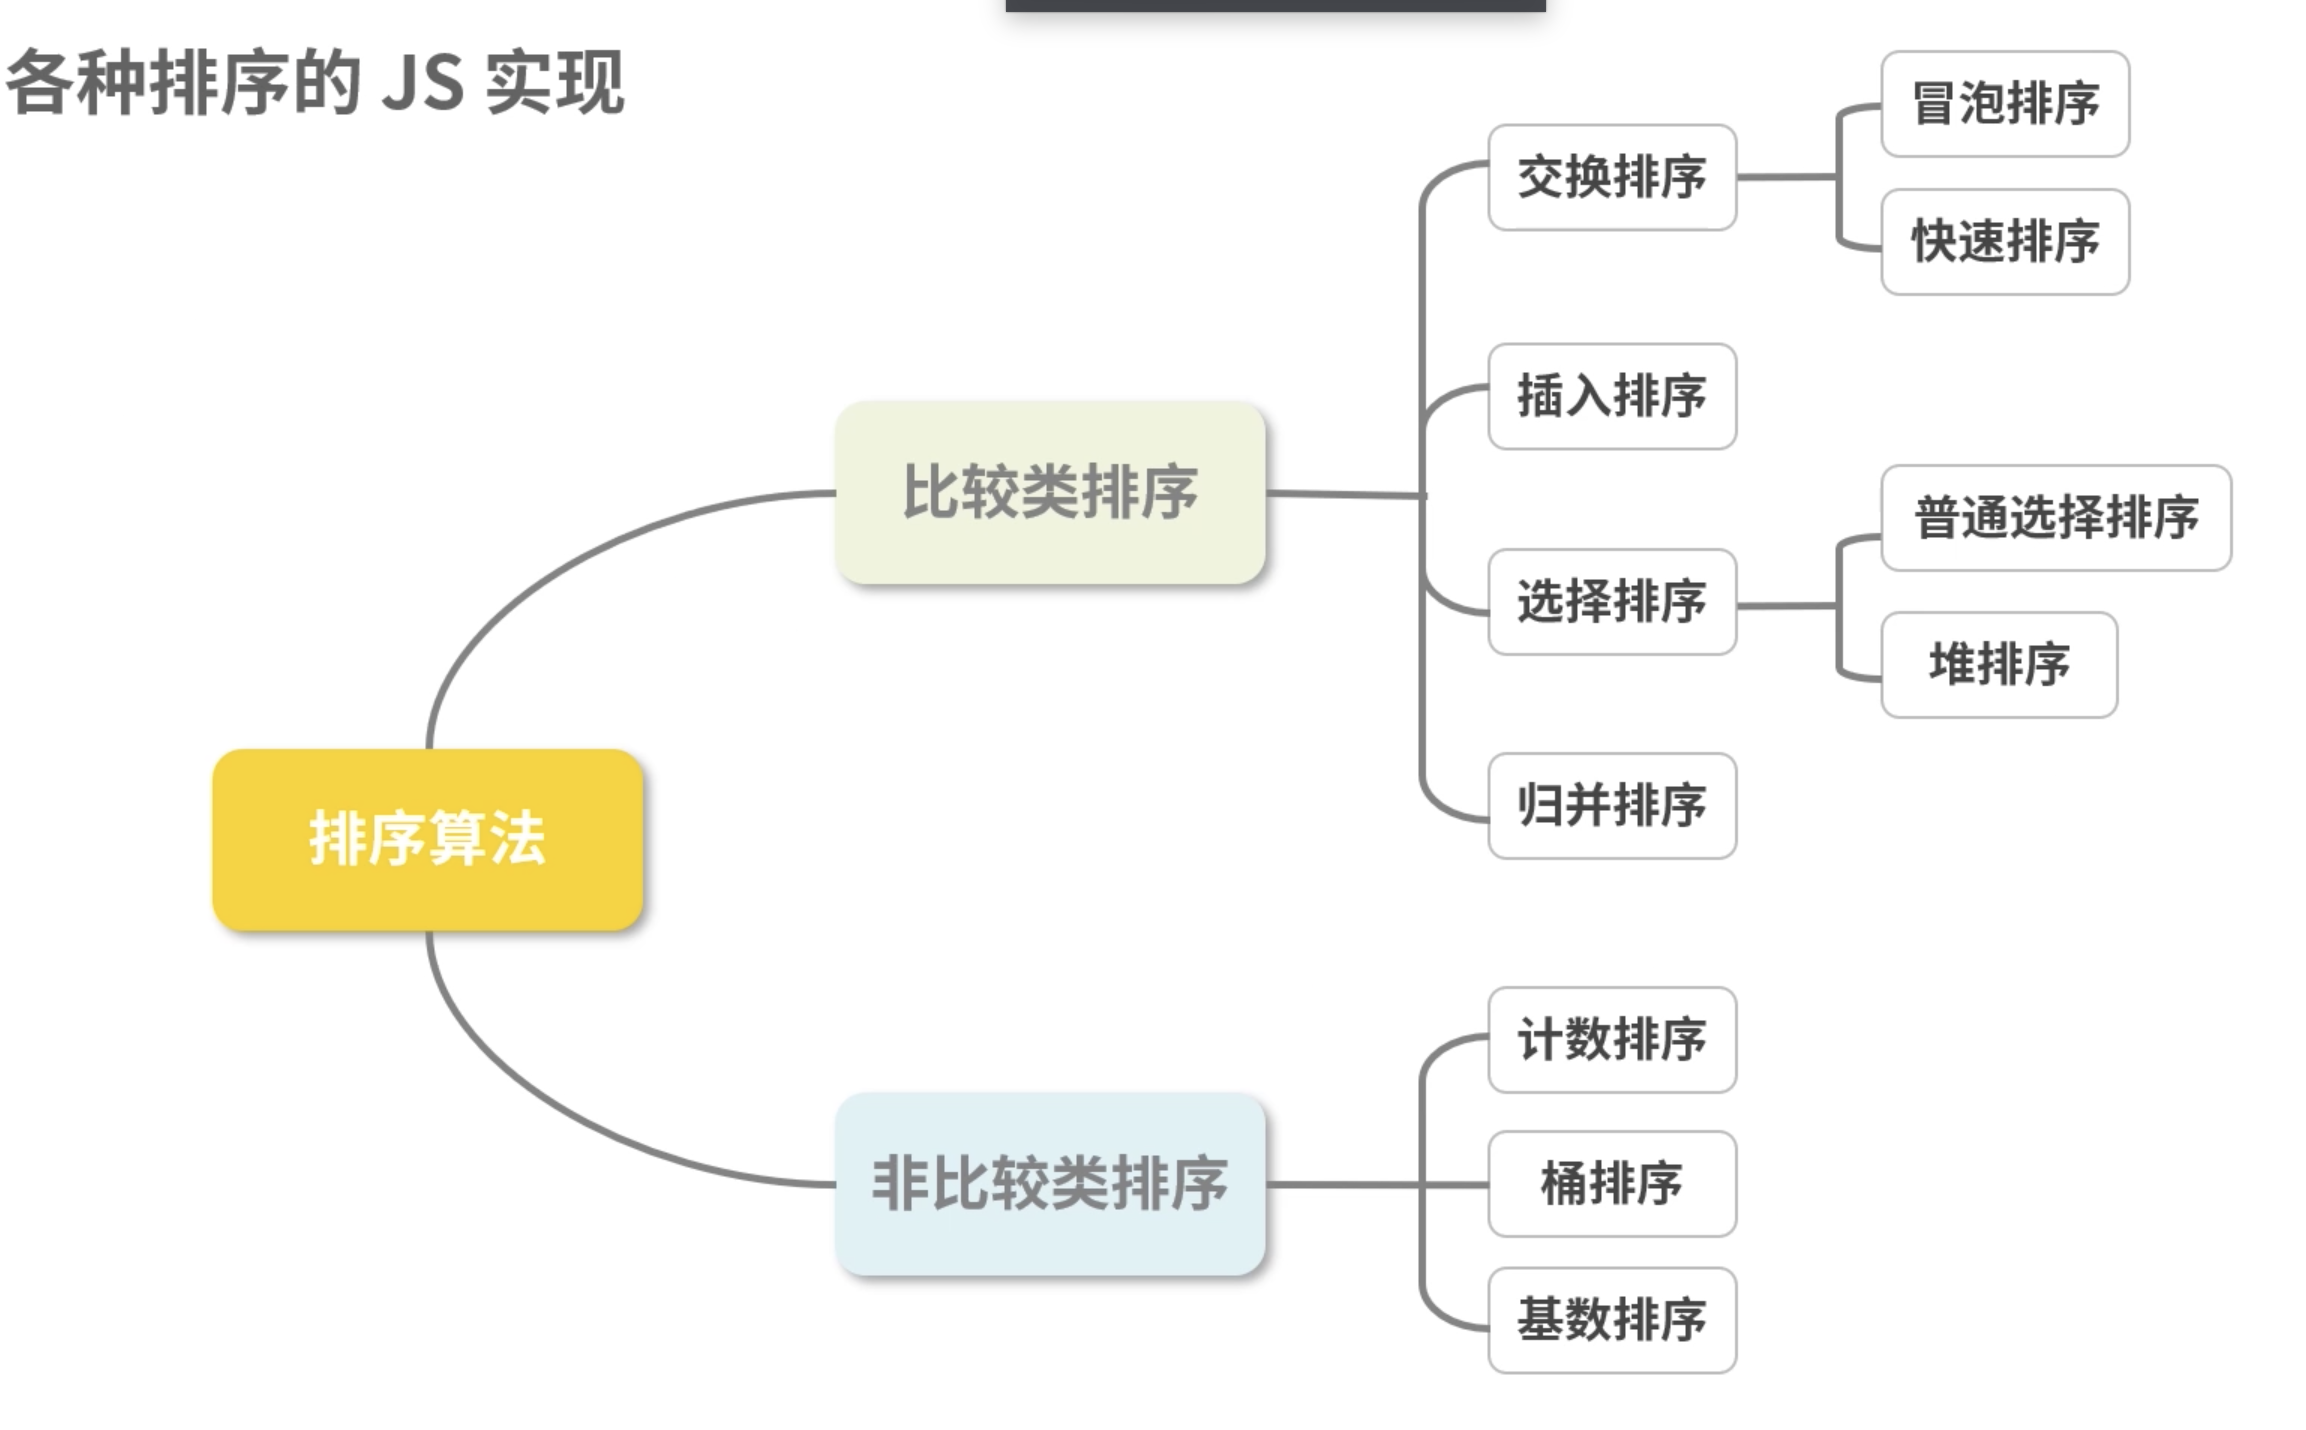 各种排序的 JS 实现
冒泡排序
交换排序
快速排序
插入排序
比较类排序
普通选择排序
选择排序
堆排序
归并排序
排序算法
计数排序
非比较类排序
桶排序
基数排序